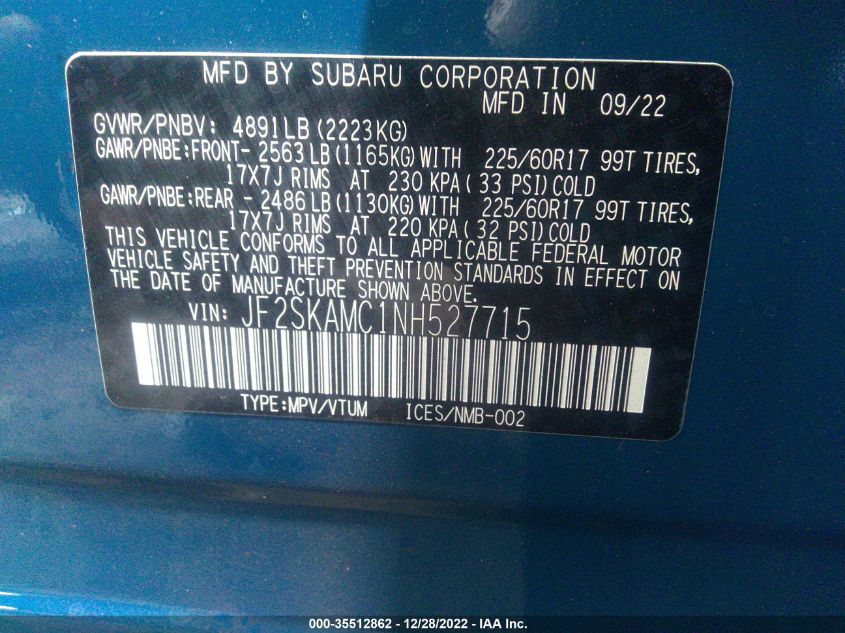 MFD BY SUBARU CORPORATION
MFD IN 09/22
GVWR/PNBV: 4891LB(2223KG)
GAWR/PNBE:FRONT- 2563LB(1165KG)WITH 225/60R17 99T TIRES,
17X7J RIMS AT 230 KPA(33 PSI)COLD
GAWR/PNBE:REAR - 2486LB(1130KG)WITH 225/60R17 99T TIRES,
17X7J RIMS AT 220 KPA(32 PSI)COLD
THIS VEHICLE CONFORMS TO ALL APPLICABLE FEDERAL MOTOR
VEHICLE SAFETY AND THEFT PREVENTION STANDARDS IN EFFECT ON
THE DATE OF MANUFACTURE SHOWN ABOVE.
VIN: JF2SKAMC1NH527715
TYPE:MPV/VTUM ICES/NMB-002
000-35512862 - 12/28/2022 - IAA Inc.